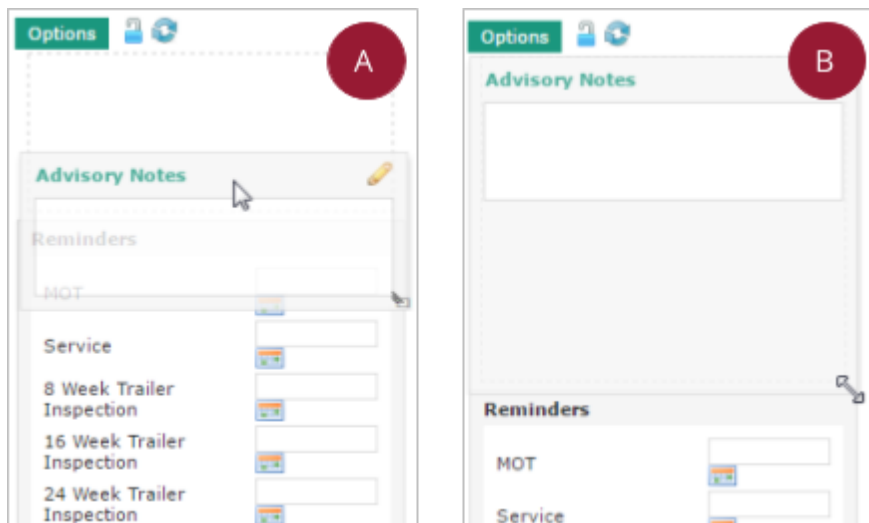 Options
A
Advisory Notes
Reminders
MOT
Service
8 Week Trailer
Inspection
16 Week Trailer
Inspection
24 Week Trailer
Inspection
Options
B
Advisory Notes
Reminders
MOT
Service